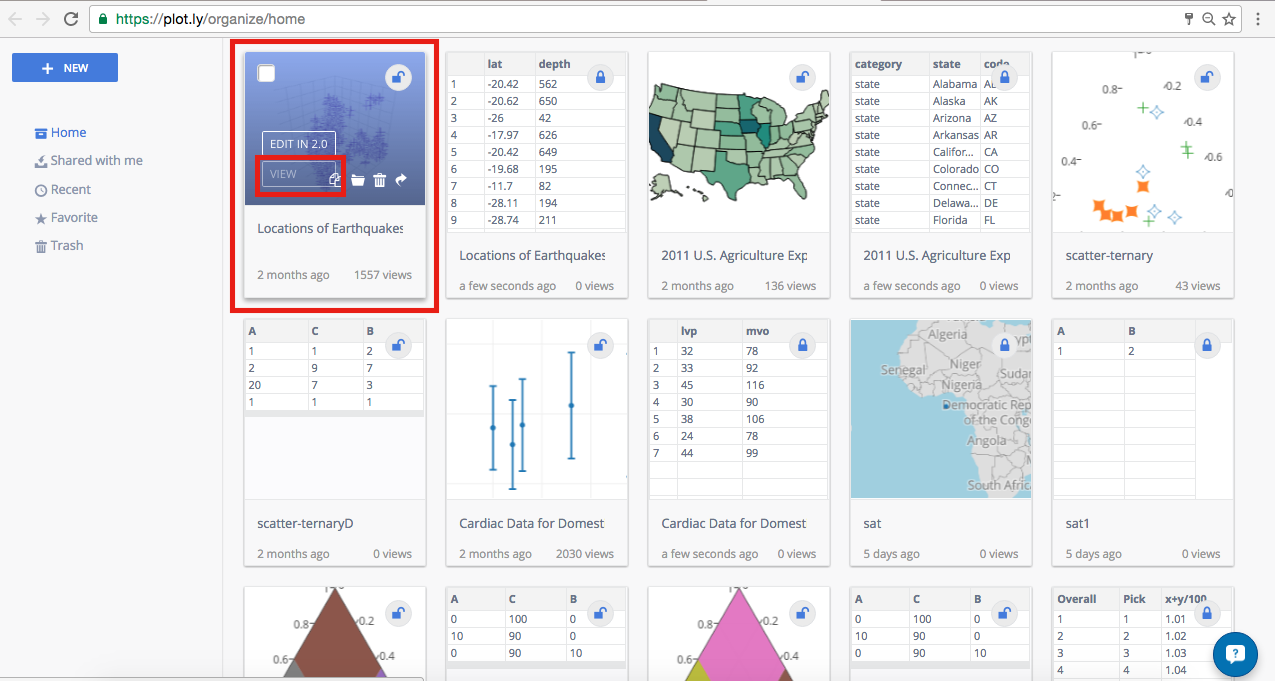 https://plot.ly/organize/home
NEW
Home
Shared with me
Recent
Favorite
Trash
EDIT IN 2.0
VIEW
Locations of Earthquakes
2 months ago 1557 views
lat depth
1 -20.42 562
2 -20.62 650
3 -26 42
4 -17.97 626
5 -20.42 649
6 -19.68 195
7 -11.7 82
8 -28.11 194
9 -28.74 211
Locations of Earthquakes
a few seconds ago 0 views
2011 U.S. Agriculture Exp
2 months ago 136 views
category state code
state Alabama
state Alaska AK
state Arizona AZ
state Arkansas AR
state Califor... CA
state Colorado CO
state Connec... CT
state Delawa... DE
state Florida FL
2011 U.S. Agriculture Exp
a few seconds ago 0 views
0.8
0.2
0.6
0.4
0.4
0.6
scatter-ternary
2 months ago 43 views
A C B
1 1 2
2 9 7
20 7 3
1 1 1
scatter-ternaryD
2 months ago 0 views
Cardiac Data for Domest
2 months ago 2030 views
lvp mvo
1 32 78
2 33 92
3 45 116
4 30 90
5 38 106
6 24 78
7 44 99
Cardiac Data for Domest
a few seconds ago 0 views
Algeria
Senegal
Niger
Nigeria
Democratic Rep
of the Congo
Angola
South Africa
sat
5 days ago 0 views
A B
1 2
sat1
5 days ago 0 views
0.8
0.2
0.6
0.4
A C B
0 100 0
10 90 0
0 90 10
0.8
0.2
0.6
0.4
A C B
0 100 0
10 90 0
0 90 10
Overall Pick x+y/100
1 1 1.01
2 2 1.02
3 3 1.03
4 4 1.04